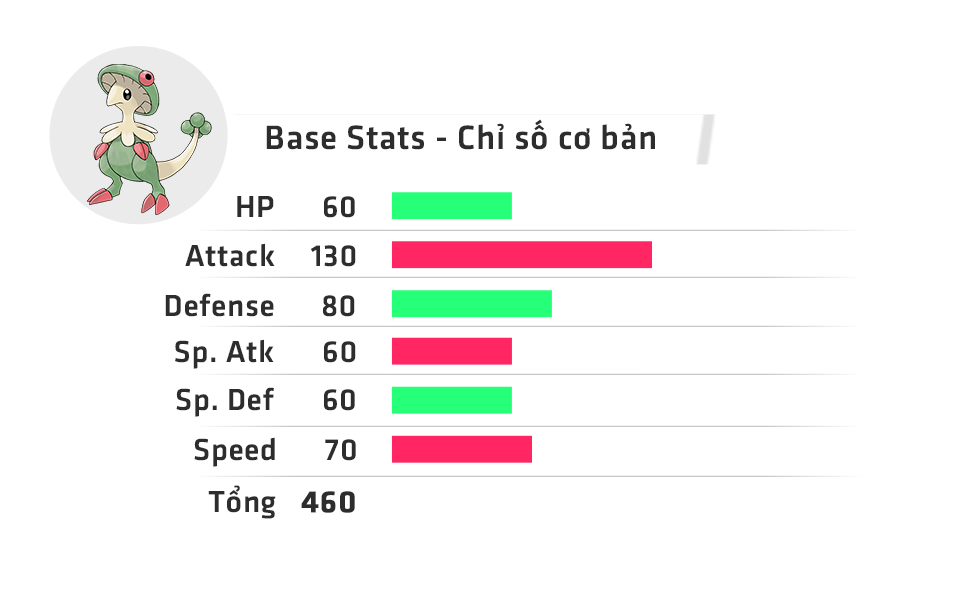 Base Stats - Chỉ số cơ bản
HP 60
Attack 130
Defense 80
Sp. Atk 60
Sp. Def 60
Speed 70
Tổng 460